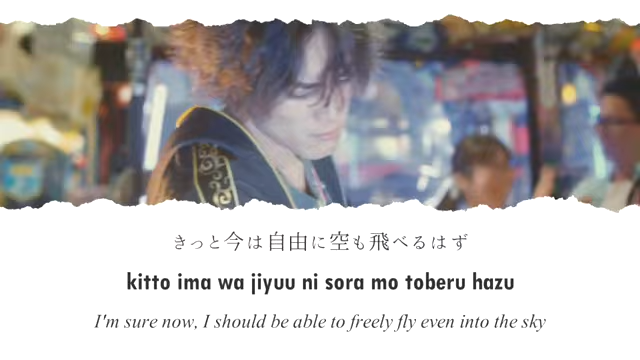 きっと今は自由に空も飛べるはず
kitto ima wa jiyuu ni sora mo toberu hazu
I'm sure now, I should be able to freely fly even into the sky